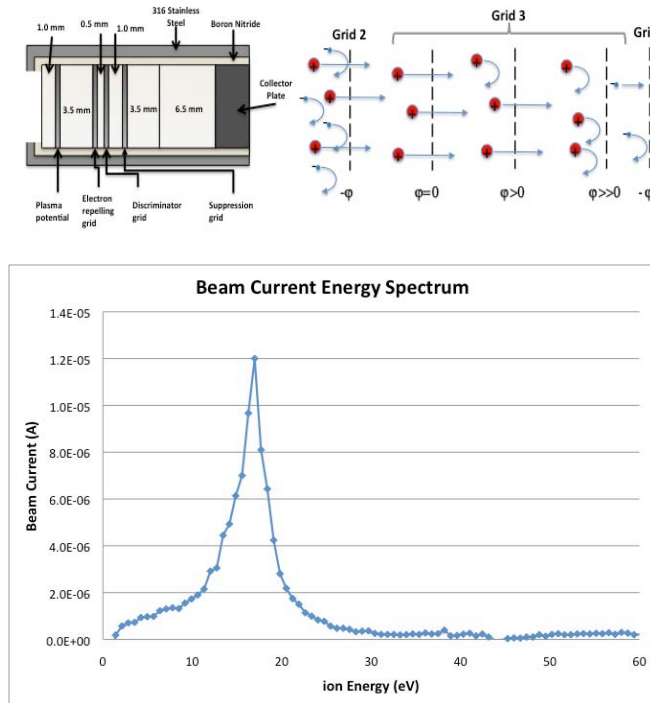 316 Stainless
Steel
Boron Nitride
1.0 mm
0.5 mm
1.0 mm
3.5 mm
3.5 mm
6.5 mm
Collector
Plate
Plasma
potential
Electron
repelling
grid
Discriminator
grid
Suppression
grid
Grid 2
Grid 3
-φ
φ=0
φ>0
φ>>0
-φ
Beam Current Energy Spectrum
Beam Current (A)
1.4E-05
1.2E-05
1.0E-05
8.0E-06
6.0E-06
4.0E-06
2.0E-06
0.0E+00
0
10
20
30
40
50
60
ion Energy (eV)